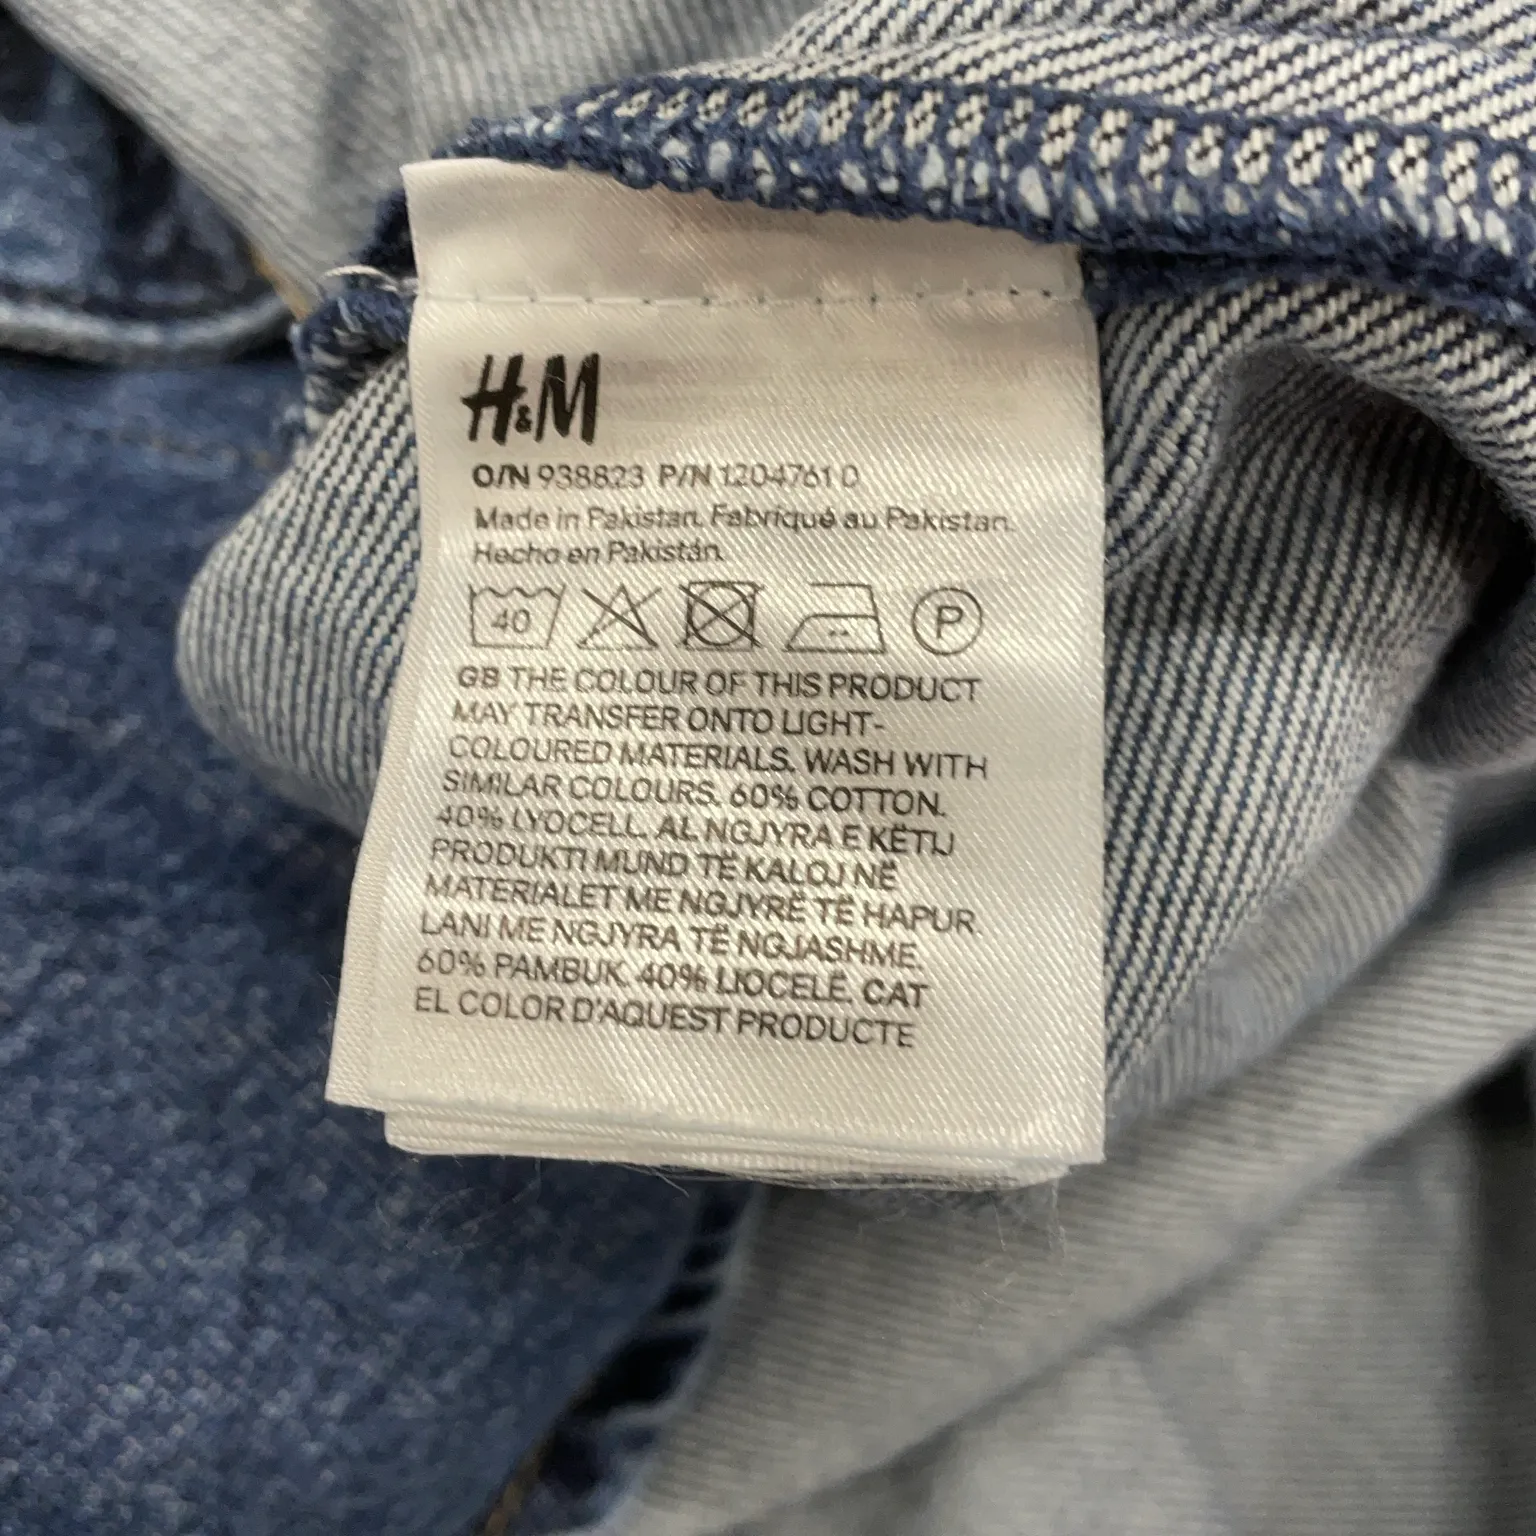 H&M
O/N 938823 P/N 1204761 0
Made in Pakistan. Fabriqué au Pakistan.
Hecho en Pakistán.
40 P
GB THE COLOUR OF THIS PRODUCT
MAY TRANSFER ONTO LIGHT-
COLOURED MATERIALS. WASH WITH
SIMILAR COLOURS. 60% COTTON.
40% LYOCELL. AL NGJYRA E KËTIJ
PRODUKTI MUND TË KALOJ NË
MATERIALET ME NGJYRË TË HAPUR.
LANI ME NGJYRA TË NGJASHME.
60% PAMBUK. 40% LIOCELË. CAT
EL COLOR D'AQUEST PRODUCTE